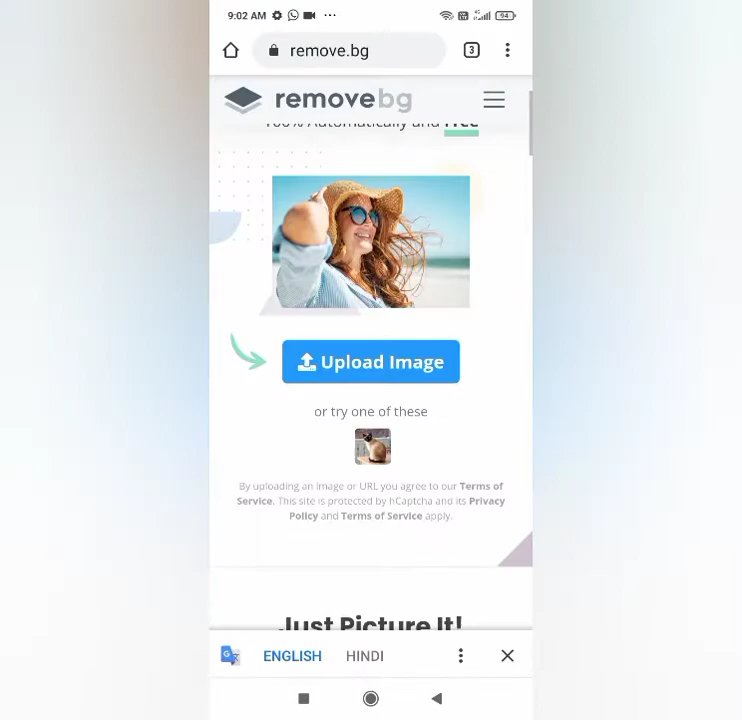 9:02 AM
94
remove.bg
3
removebg
100% Automatically and Free
Upload Image
or try one of these
By uploading an image or URL you agree to our Terms of
Service. This site is protected by hCaptcha and its Privacy
Policy and Terms of Service apply.
Just Picture It!
ENGLISH HINDI